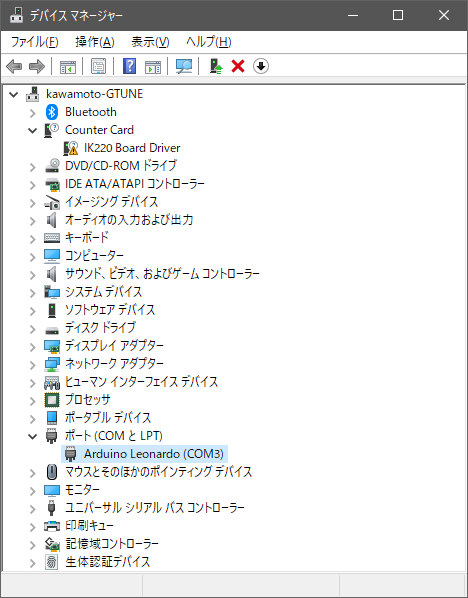 デバイス マネージャー
ファイル(F) 操作(A) 表示(V) ヘルプ(H)
kawamoto-GTUNE
Bluetooth
Counter Card
IK220 Board Driver
DVD/CD-ROM ドライブ
IDE ATA/ATAPI コントローラー
イメージング デバイス
オーディオの入力および出力
キーボード
コンピューター
サウンド、ビデオ、およびゲーム コントローラー
システム デバイス
ソフトウェア デバイス
ディスク ドライブ
ディスプレイ アダプター
ネットワーク アダプター
ヒューマン インターフェイス デバイス
プロセッサ
ポータブル デバイス
ポート (COM と LPT)
Arduino Leonardo (COM3)
マウスとそのほかのポインティング デバイス
モニター
ユニバーサル シリアル バス コントローラー
印刷キュー
記憶域コントローラー
生体認証デバイス